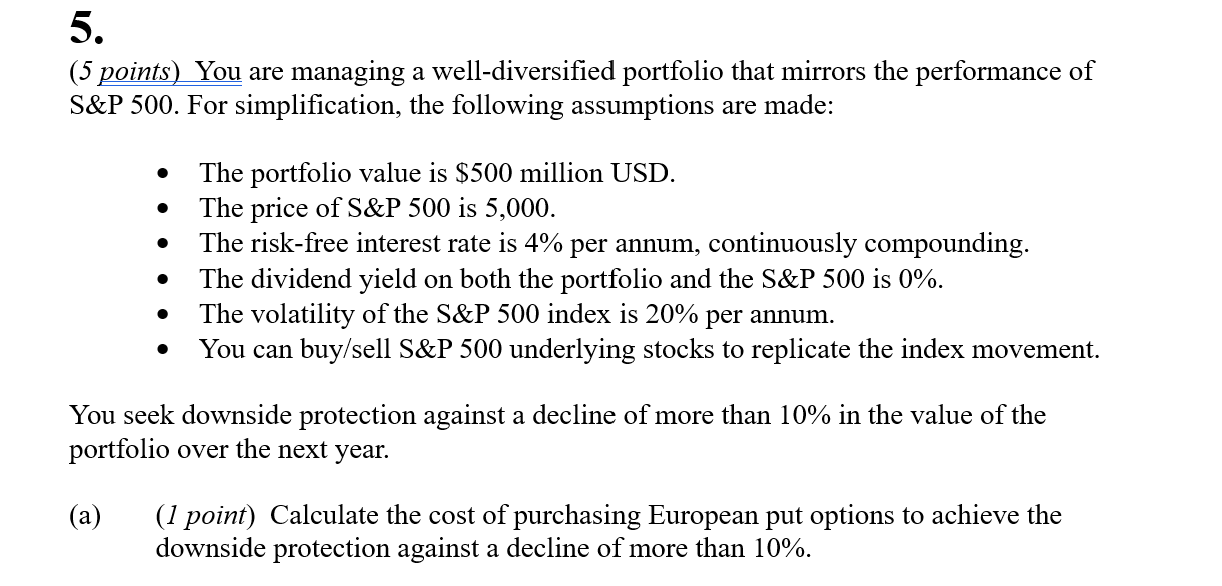 5.
(5 points) You are managing a well-diversified portfolio that mirrors the performance of
S&P 500. For simplification, the following assumptions are made:
• The portfolio value is $500 million USD.
• The price of S&P 500 is 5,000.
• The risk-free interest rate is 4% per annum, continuously compounding.
• The dividend yield on both the portfolio and the S&P 500 is 0%.
• The volatility of the S&P 500 index is 20% per annum.
• You can buy/sell S&P 500 underlying stocks to replicate the index movement.
You seek downside protection against a decline of more than 10% in the value of the
portfolio over the next year.
(a) (1 point) Calculate the cost of purchasing European put options to achieve the
downside protection against a decline of more than 10%.